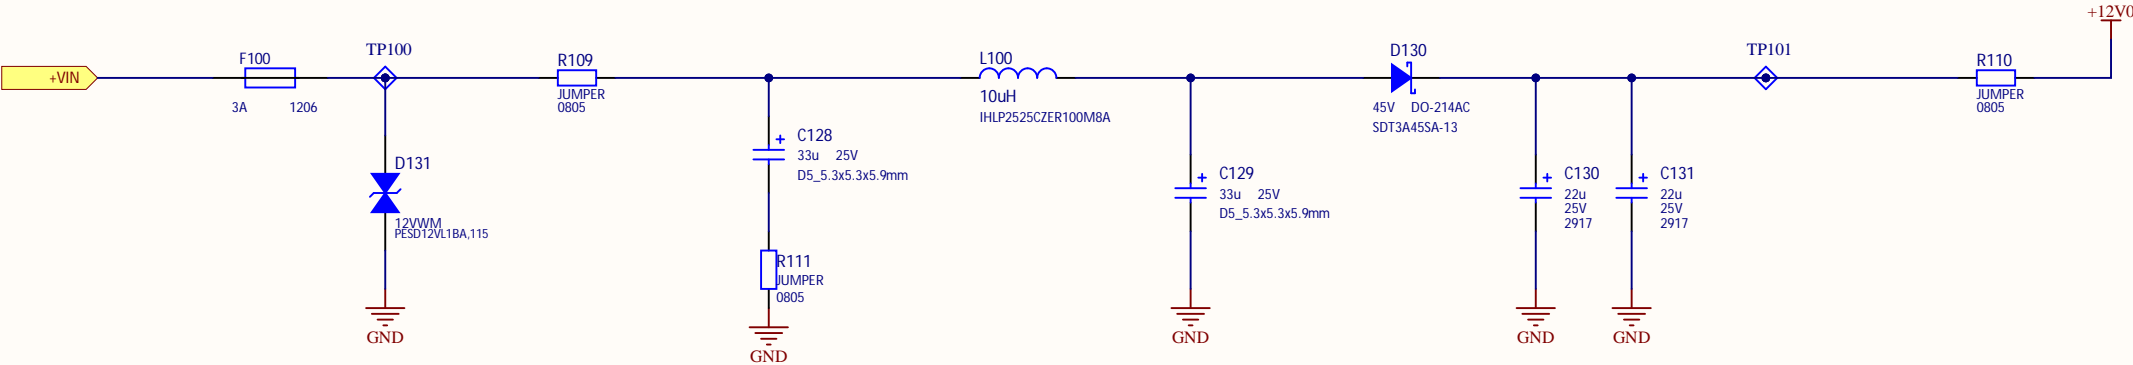 +12V0
+VIN
F100
3A 1206
TP100
D131
12VWM
PESD12VL1BA,115
GND
R109
JUMPER
0805
C128
+
33u 25V
D5_5.3x5.3x5.9mm
R111
JUMPER
0805
GND
L100
10uH
IHLP2525CZER100M8A
C129
+
33u 25V
D5_5.3x5.3x5.9mm
GND
D130
45V DO-214AC
SDT3A45SA-13
C130
+
22u
25V
2917
GND
C131
+
22u
25V
2917
GND
TP101
R110
JUMPER
0805